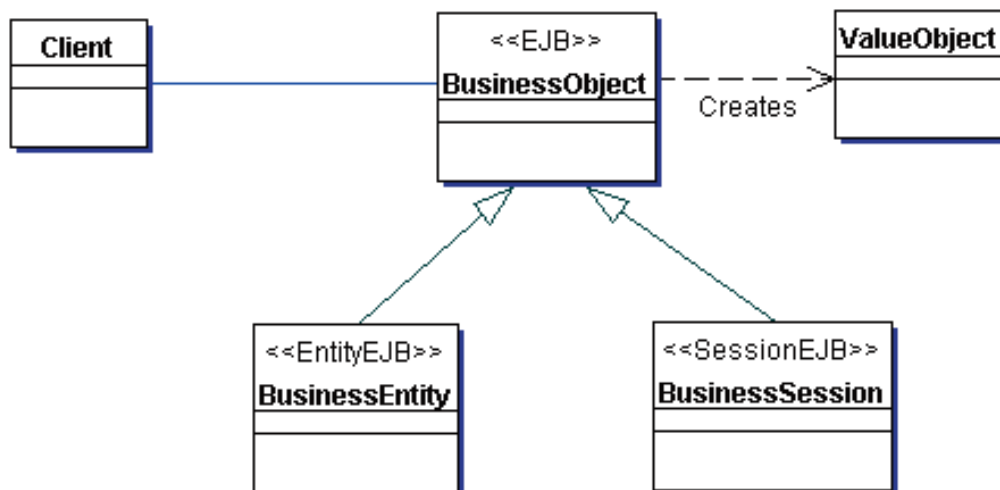 Client
<<EJB>>
BusinessObject
Creates
ValueObject
<<EntityEJB>>
BusinessEntity
<<SessionEJB>>
BusinessSession